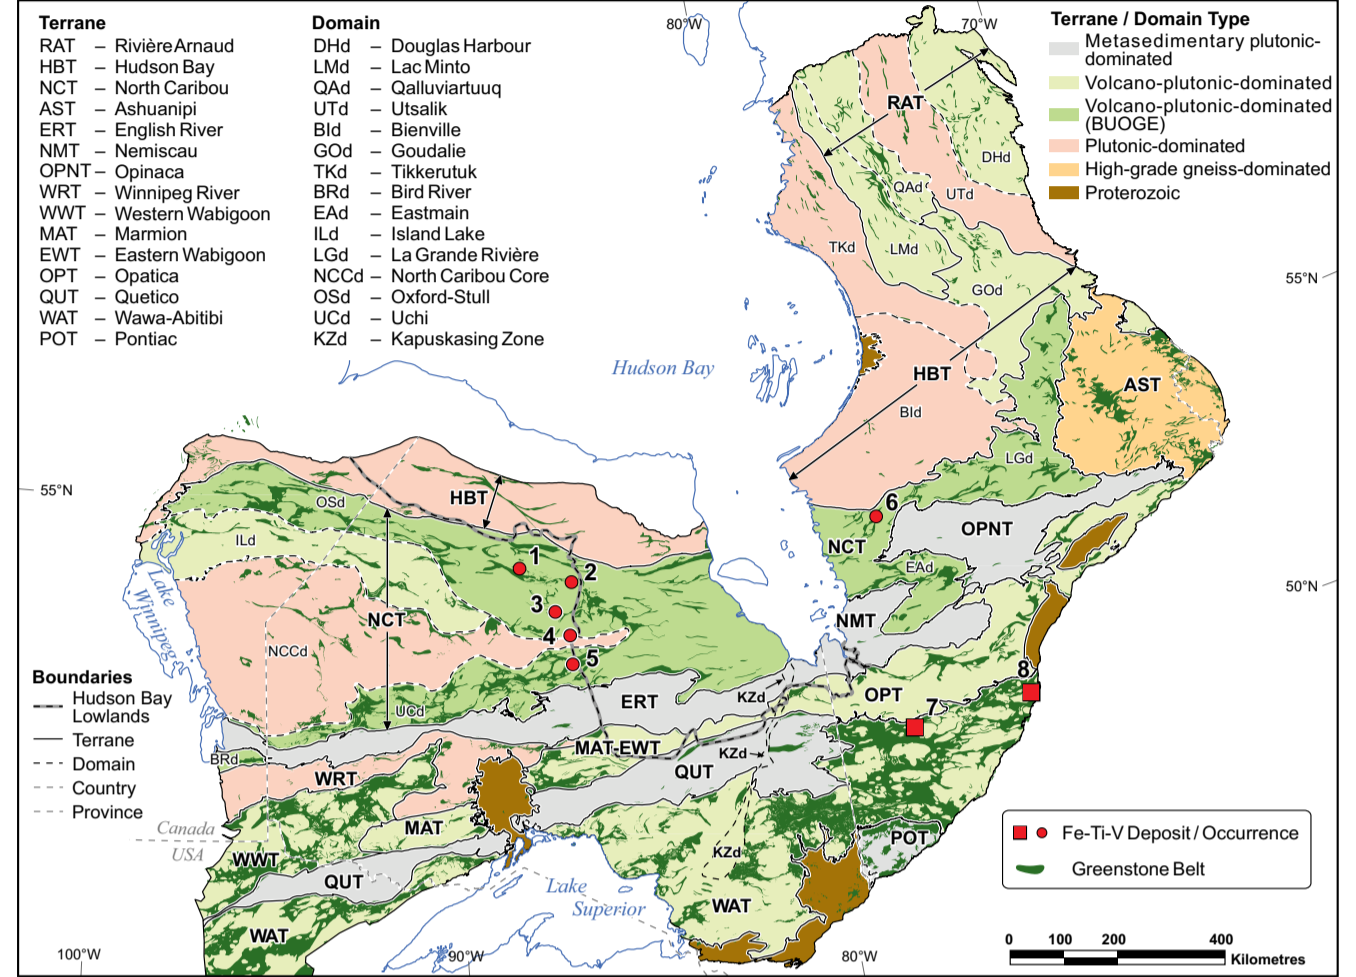 Terrane
RAT – Rivière Arnaud
HBT – Hudson Bay
NCT – North Caribou
AST – Ashuanipi
ERT – English River
NMT – Nemiscau
OPNT – Opinaca
WRT – Winnipeg River
WWT – Western Wabigoon
MAT – Marmion
EWT – Eastern Wabigoon
OPT – Opatica
QUT – Quetico
WAT – Wawa-Abitibi
POT – Pontiac
Domain
DHd – Douglas Harbour
LMd – Lac Minto
QAd – Qalluviartuuq
UTd – Utsalik
BId – Bienville
GOd – Goudalie
TKd – Tikkerutuk
BRd – Bird River
EAd – Eastmain
ILd – Island Lake
LGd – La Grande Rivière
NCCd – North Caribou Core
OSd – Oxford-Stull
UCd – Uchi
KZd – Kapuskasing Zone
80°W
70°W
Terrane / Domain Type
Metasedimentary plutonic-
dominated
Volcano-plutonic-dominated
Volcano-plutonic-dominated
(BUOGE)
Plutonic-dominated
High-grade gneiss-dominated
Proterozoic
RAT
DHd
QAd
UTd
TKd
LMd
GOd
55°N
Hudson Bay
HBT
AST
BId
LGd
55°N
HBT
OSd
6
OPNT
ILd
NCT
1
2
EAd
50°N
3
NCT
NMT
4
Lake
Winnipeg
NCCd
5
8
Boundaries
Hudson Bay
Lowlands
Terrane
Domain
Country
Province
KZd
OPT
ERT
UCd
7
BRd
MAT-EWT
KZd
WRT
QUT
Canada
USA
MAT
POT
WWT
KZd
QUT
Lake
Superior
WAT
WAT
Fe-Ti-V Deposit / Occurrence
Greenstone Belt
100°W
90°W
80°W
0 100 200 400
Kilometres